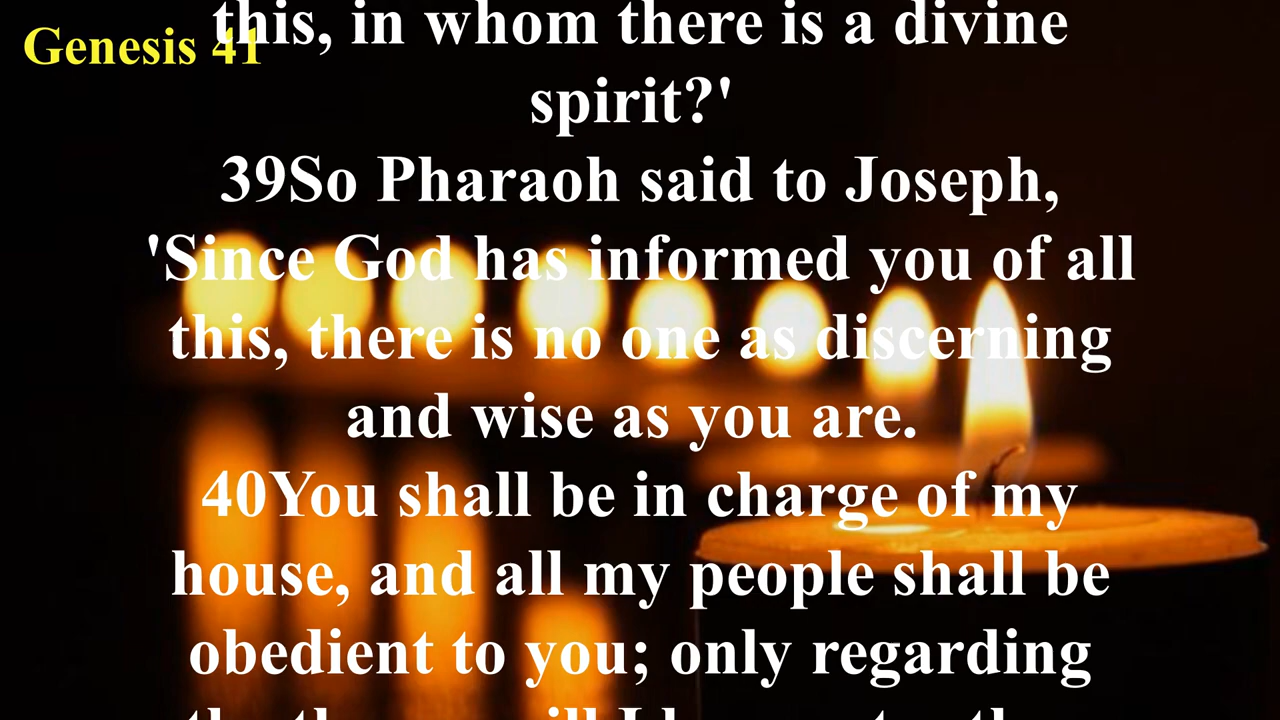 Genesis 41
this, in whom there is a divine
spirit?'
39So Pharaoh said to Joseph,
'Since God has informed you of all
this, there is no one as discerning
and wise as you are.
40You shall be in charge of my
house, and all my people shall be
obedient to you; only regarding